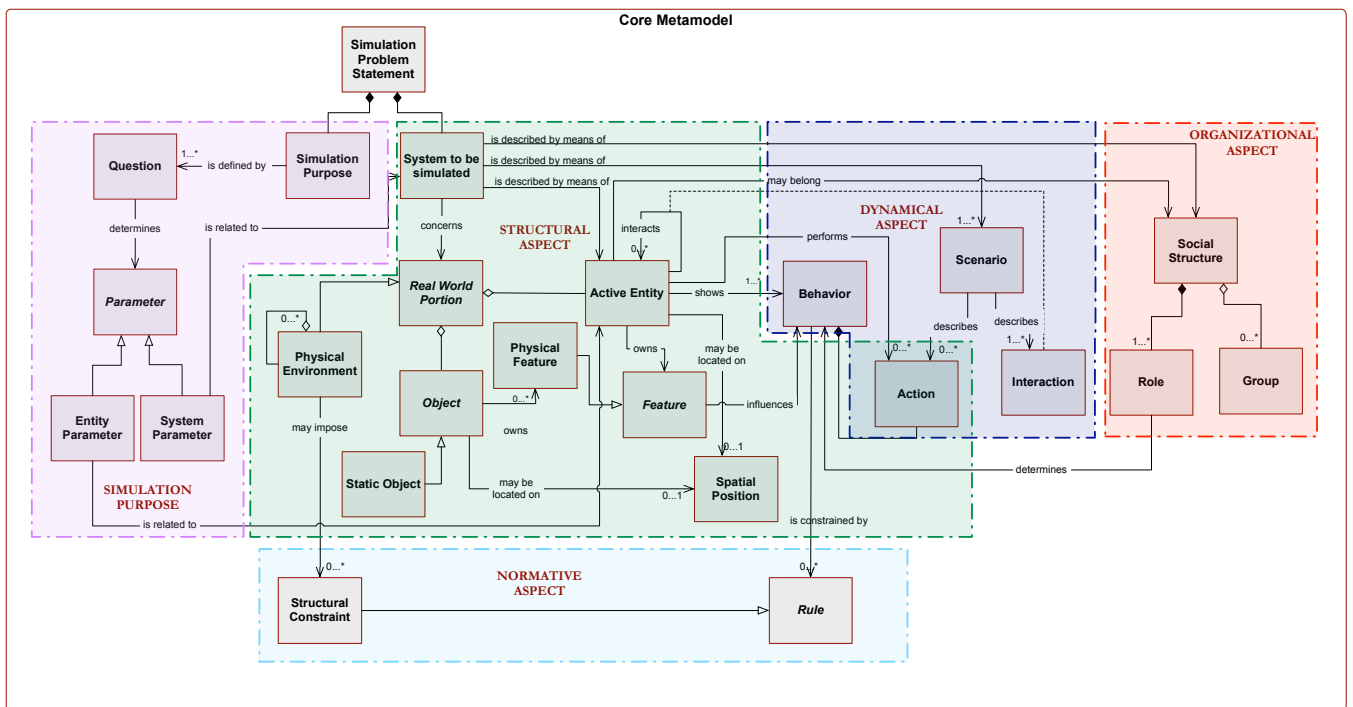 Core Metamodel
Simulation
Problem
Statement
Question
1...*
is defined by
Simulation
Purpose
System to be
simulated
is described by means of
is described by means of
is described by means of
ORGANIZATIONAL
ASPECT
may belong
determines
is related to
concerns
STRUCTURAL
ASPECT
interacts
0...*
performs
DYNAMICAL
ASPECT
1...*
Scenario
Social
Structure
Parameter
Real World
Portion
Active Entity
shows
1...*
Behavior
0...*
Physical
Environment
Physical
Feature
0...*
owns
may be
located on
describes
describes
0...*
0...*
1...*
1...*
0...*
Object
owns
Feature
influences
Action
Interaction
Role
Group
Entity
Parameter
System
Parameter
may impose
Static Object
may be
located on
0...1
0...1
Spatial
Position
determines
SIMULATION
PURPOSE
is related to
is constrained by
0...*
NORMATIVE
ASPECT
0...*
Structural
Constraint
Rule